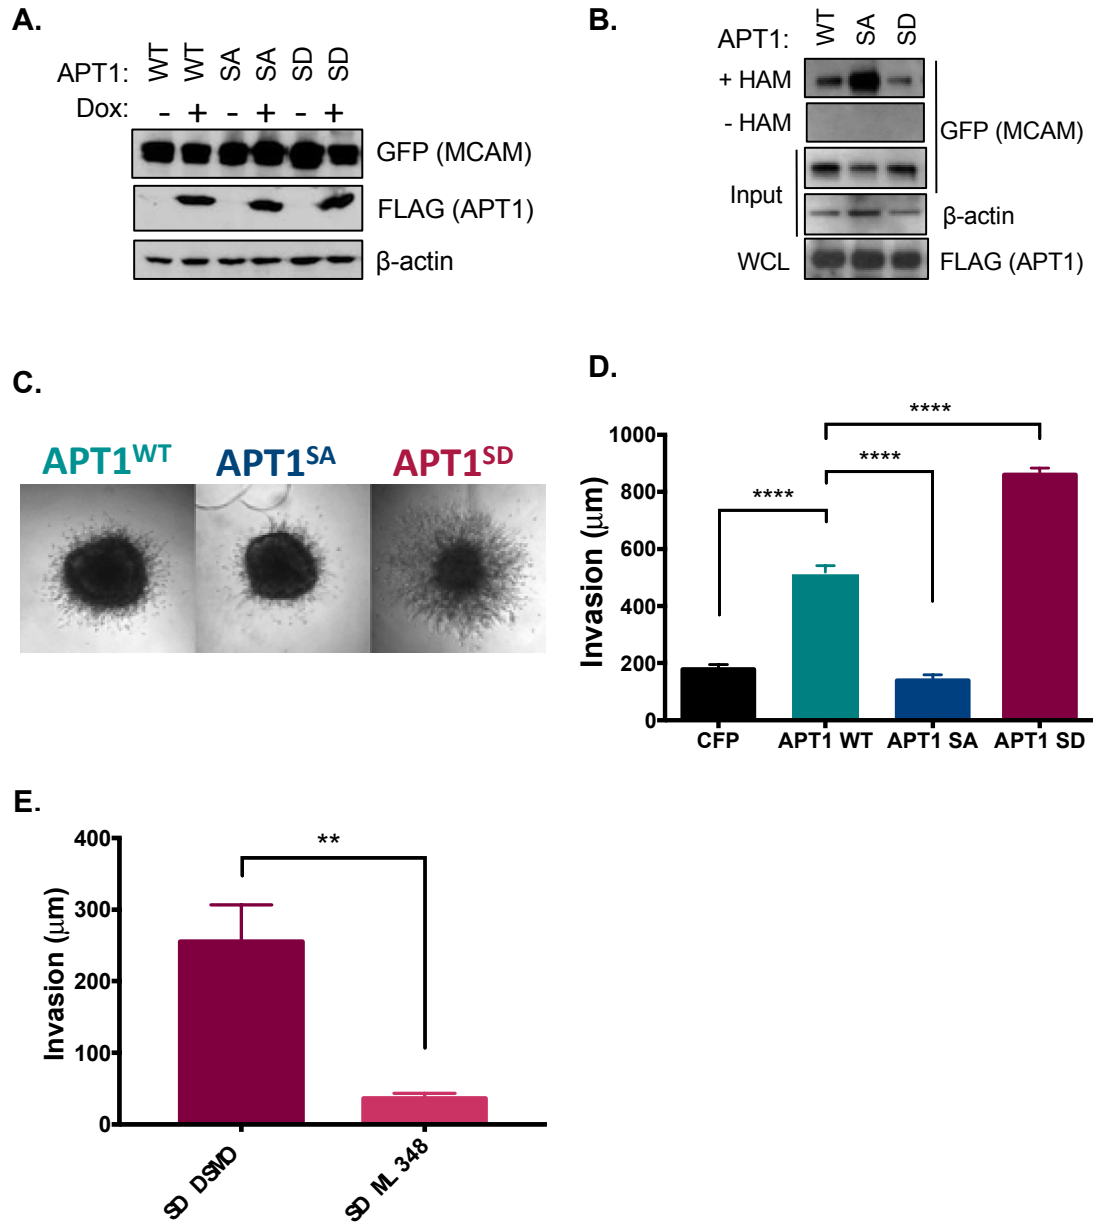 A.
APT1: WT WT SA SA SD SD
Dox: - + - + - +
GFP (MCAM)
FLAG (APT1)
β-actin
B.
APT1: WT SA SD
+ HAM
- HAM
GFP (MCAM)
Input
β-actin
WCL FLAG (APT1)
C.
APT1WT APT1SA APT1SD
D.
Invasion (μm)
1000
800
600
400
200
0
****
****
****
CFP APT1 WT APT1 SA APT1 SD
E.
Invasion (μm)
400
300
200
100
0
**
SD DSMO
SD ML 348